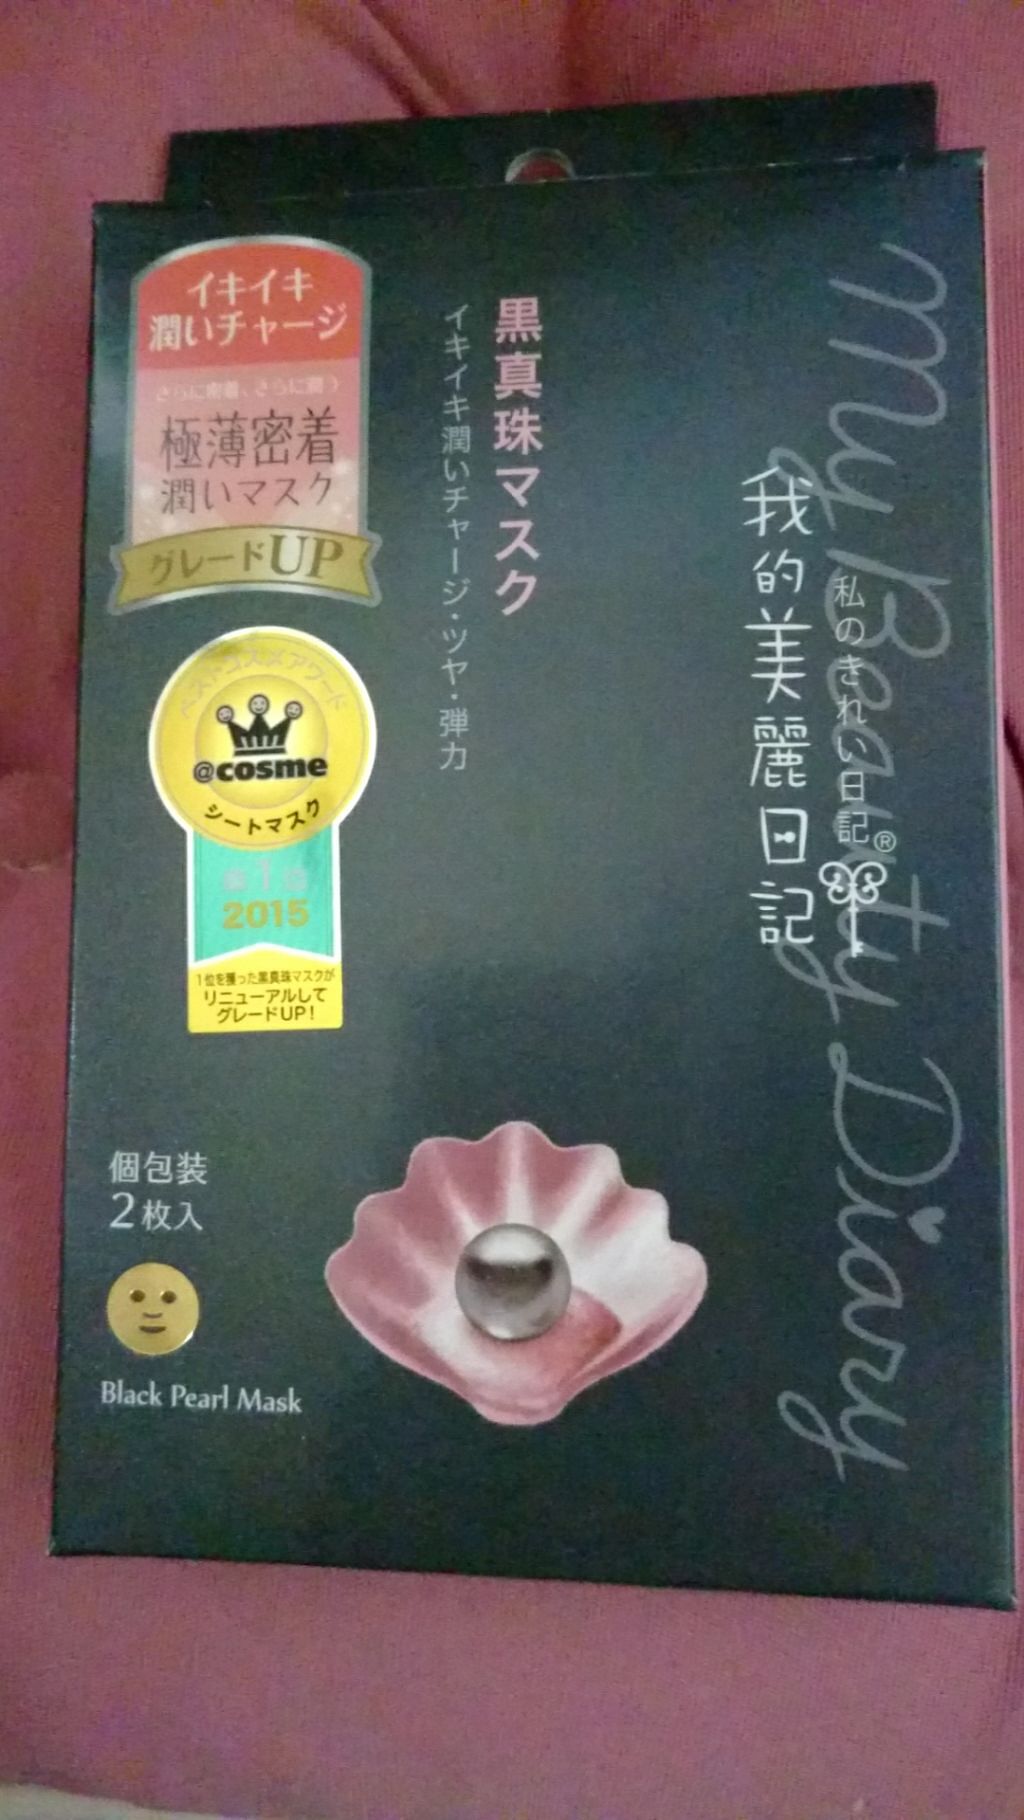 イキイキ
潤いチャージ
さらに密着、さらに潤う
極薄密着
潤いマスク
グレードUP
ベストコスメアワード
@cosme
シートマスク
第1位
2015
1位を獲った黒真珠マスクが
リニューアルして
グレードUP!
黒真珠マスク
イキイキ潤いチャージ・ツヤ・弾力
My Beauty Diary
私のきれい日記®
我的美麗日記
個包装
2枚入
Black Pearl Mask